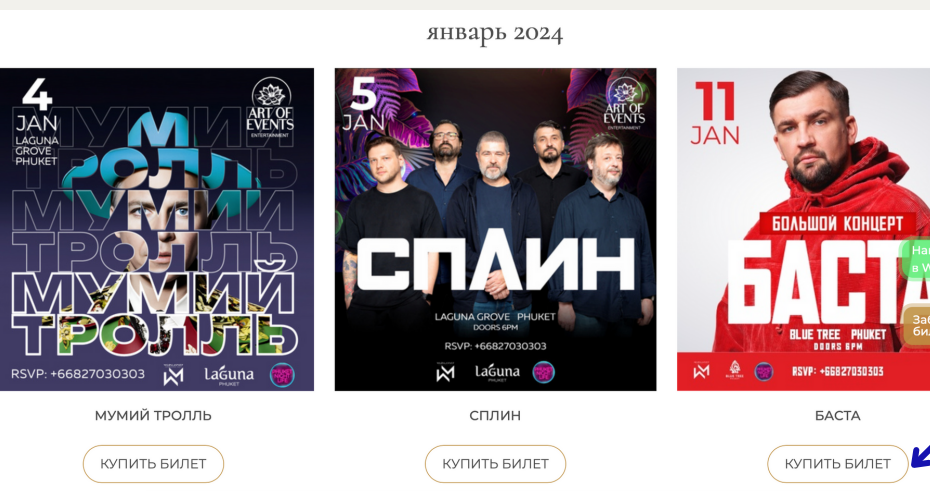 январь 2024
4
JAN
LAGUNA
GROVE
PHUKET
ART OF
EVENTS
ENTERTAINMENT
МУМИЙ
ТРОЛЛЬ
МУМИЙ
ТРОЛЛЬ
МУМИЙ
ТРОЛЛЬ
RSVP: +66827030303
Laguna
PHUKET
5
JAN
ART OF
EVENTS
ENTERTAINMENT
СПЛИН
LAGUNA GROVE PHUKET
DOORS 6PM
RSVP: +66827030303
Laguna
PHUKET
11
JAN
БОЛЬШОЙ КОНЦЕРТ
БАСТА
BLUE TREE PHUKET
DOORS 6PM
RSVP: +66827030303
BLUE TREE
МУМИЙ ТРОЛЛЬ
СПЛИН
БАСТА
КУПИТЬ БИЛЕТ
КУПИТЬ БИЛЕТ
КУПИТЬ БИЛЕТ